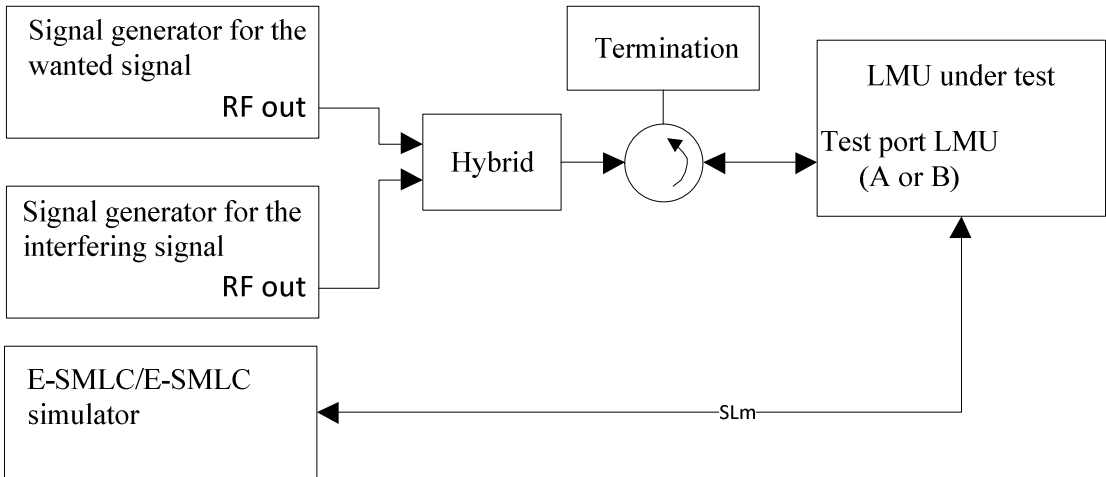 Signal generator for the
wanted signal
RF out
Termination
LMU under test
Test port LMU
(A or B)
Hybrid
Signal generator for the
interfering signal
RF out
E-SMLC/E-SMLC
simulator
SLm